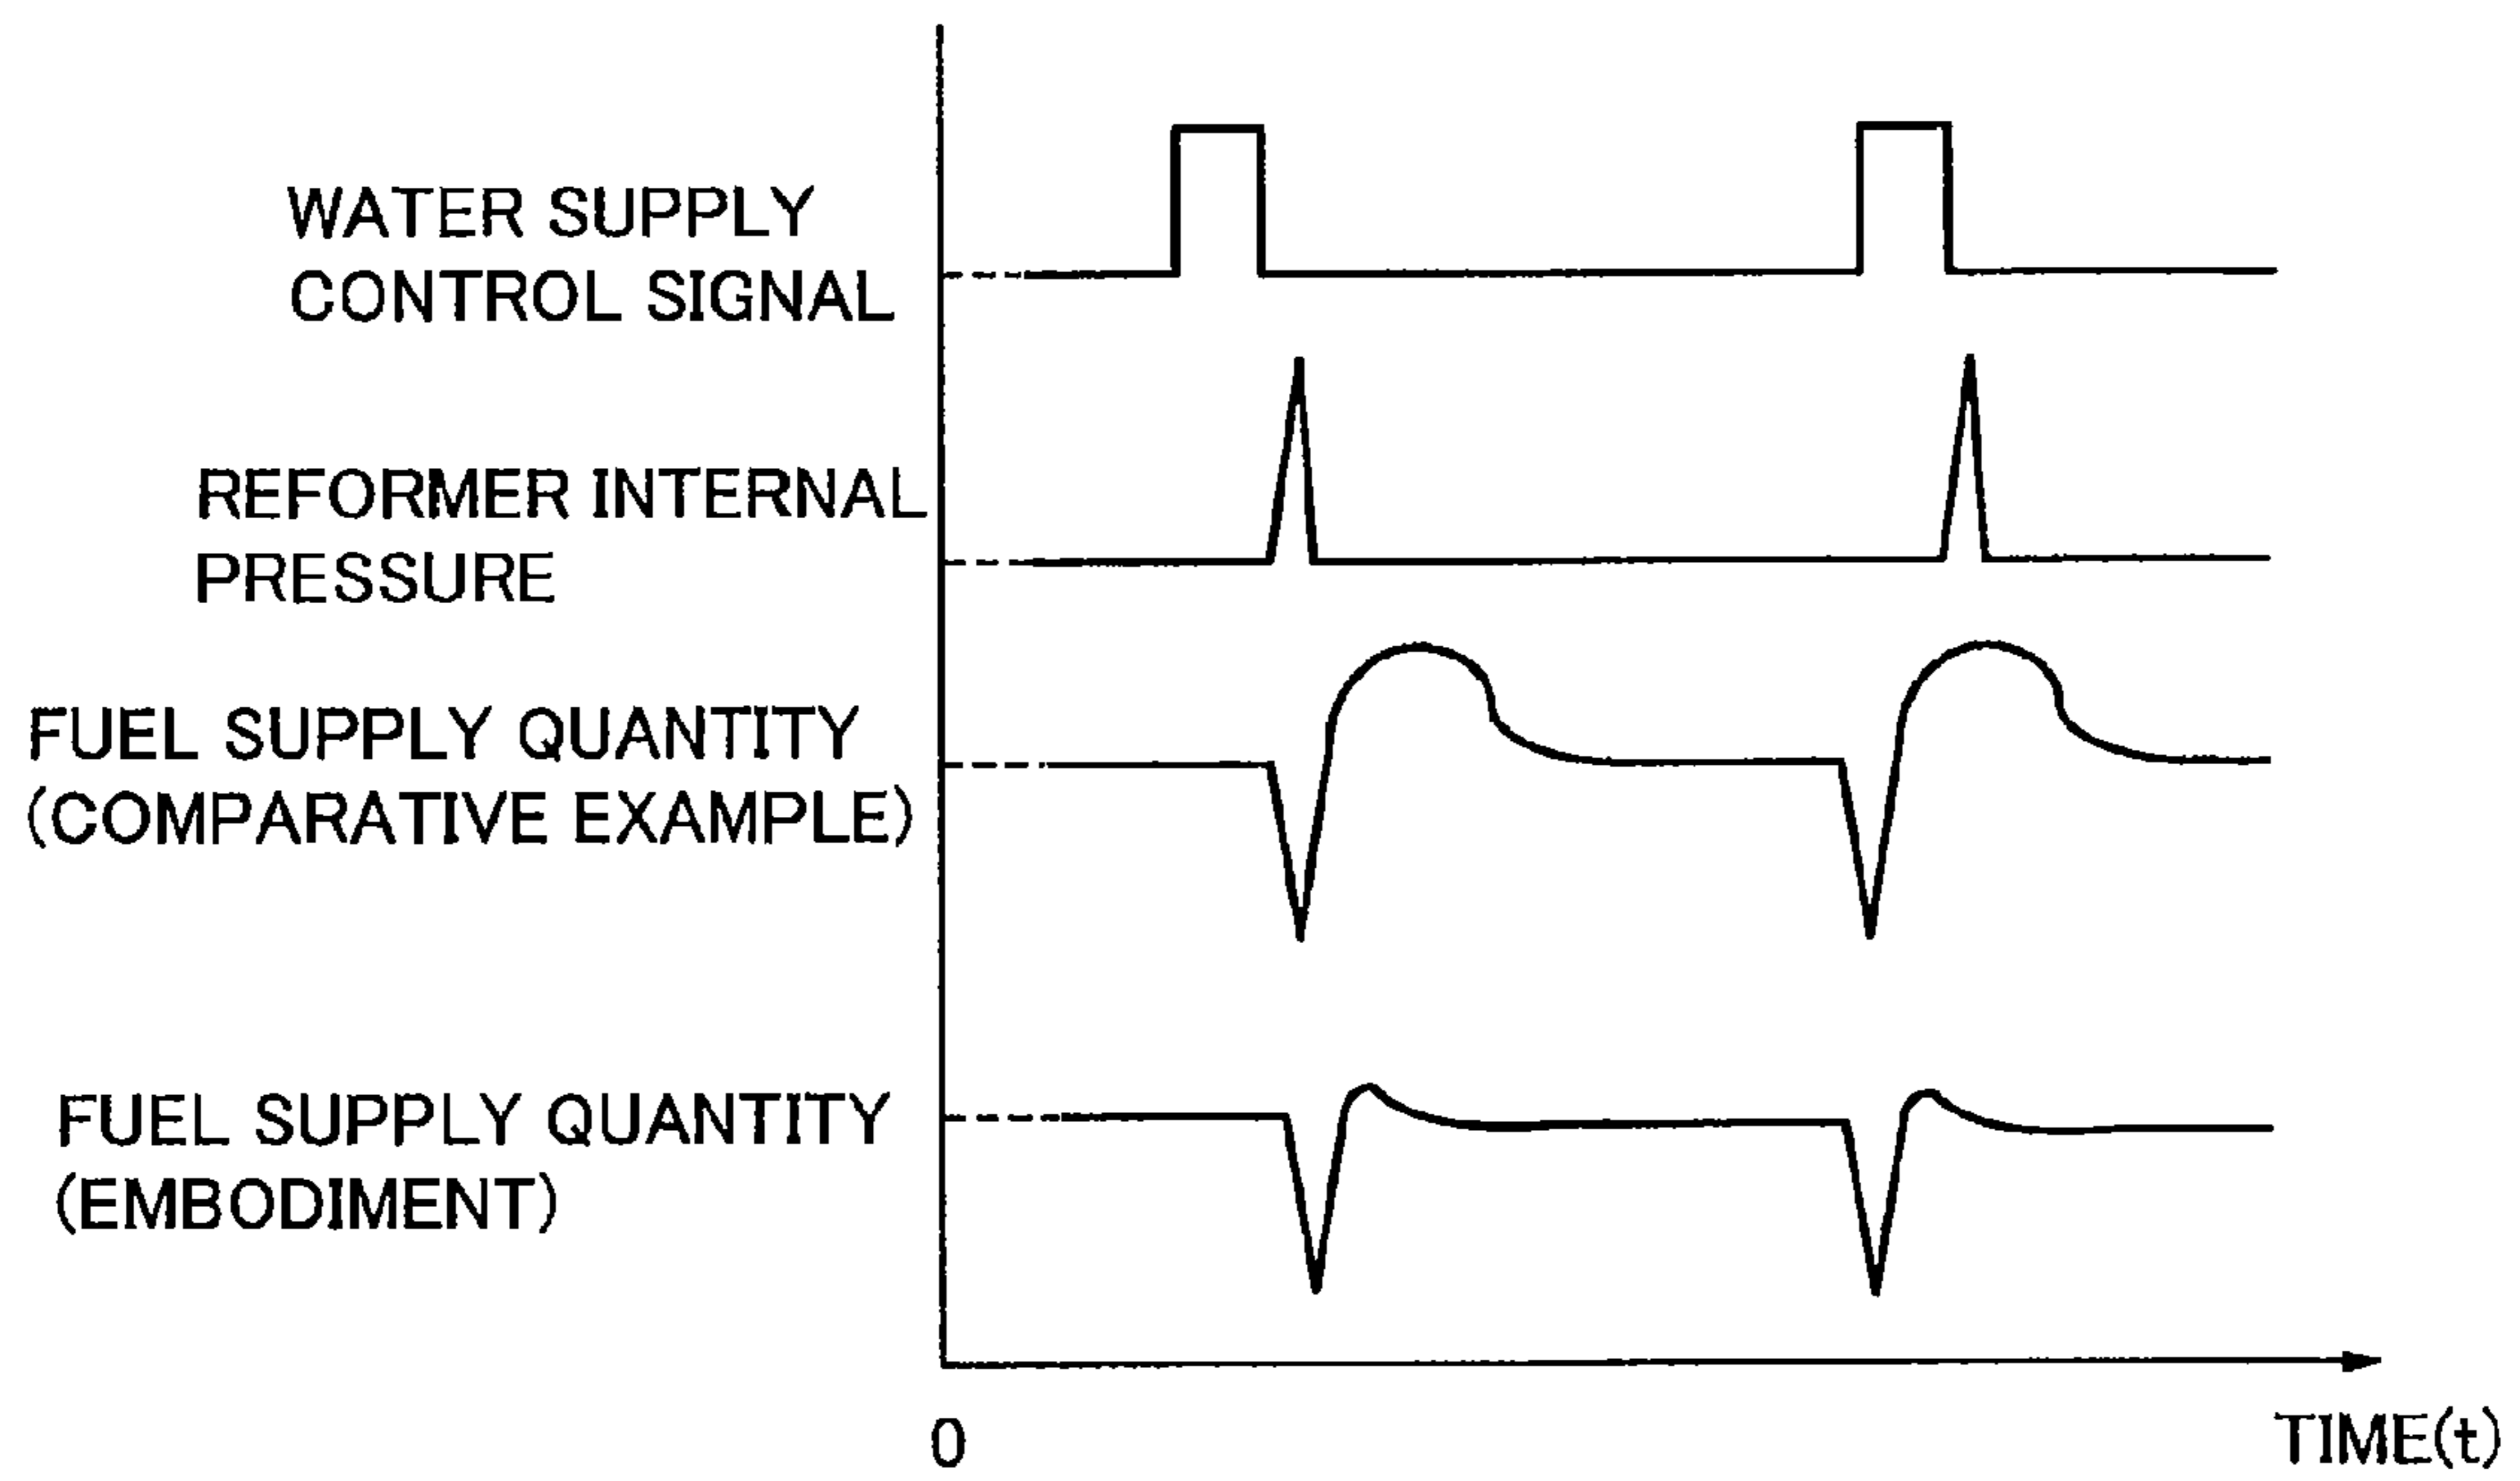 WATER SUPPLY
CONTROL SIGNAL
REFORMER INTERNAL
PRESSURE
FUEL SUPPLY QUANTITY
(COMPARATIVE EXAMPLE)
FUEL SUPPLY QUANTITY
(EMBODIMENT)
0
TIME(t)